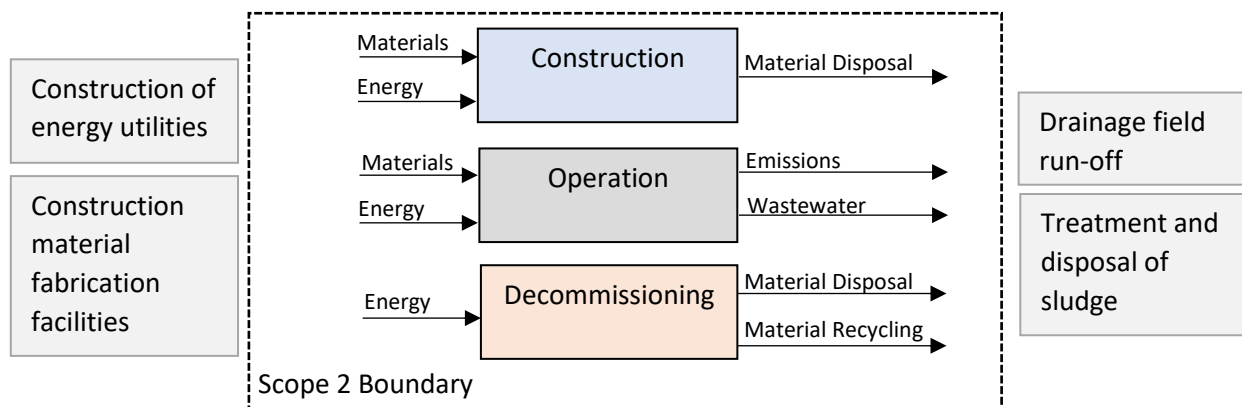 Construction of
energy utilities
Construction
material
fabrication
facilities
Materials
Energy
Construction
Material Disposal
Materials
Energy
Operation
Emissions
Wastewater
Energy
Decommissioning
Material Disposal
Material Recycling
Scope 2 Boundary
Drainage field
run-off
Treatment and
disposal of
sludge